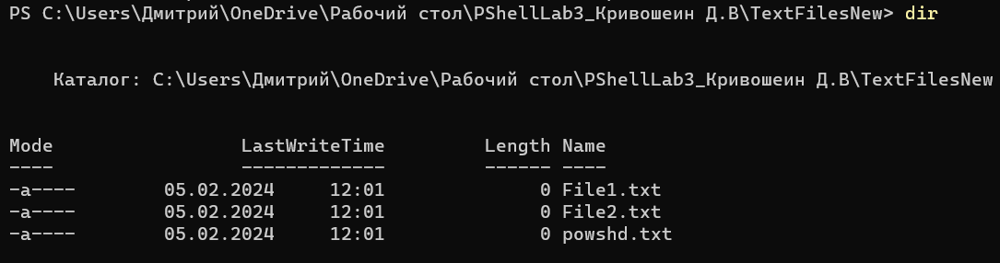 PS C:\Users\Дмитрий\OneDrive\Рабочий стол\PShellLab3_Кривошеин Д.В\TextFilesNew> dir
Каталог: C:\Users\Дмитрий\OneDrive\Рабочий стол\PShellLab3_Кривошеин Д.В\TextFilesNew
Mode                 LastWriteTime         Length Name
----                 -------------         ------ ----
-a----        05.02.2024     12:01              0 File1.txt
-a----        05.02.2024     12:01              0 File2.txt
-a----        05.02.2024     12:01              0 powshd.txt